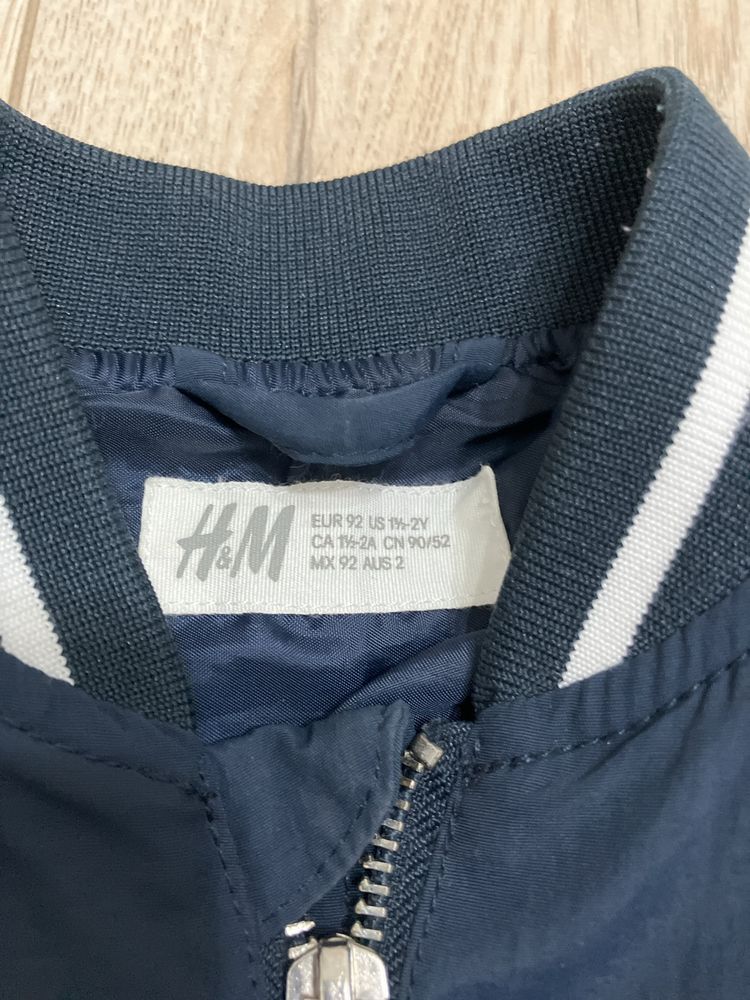 H&M
EUR 92 US 1½-2Y
CA 1½-2A CN 90/52
MX 92 AUS 2